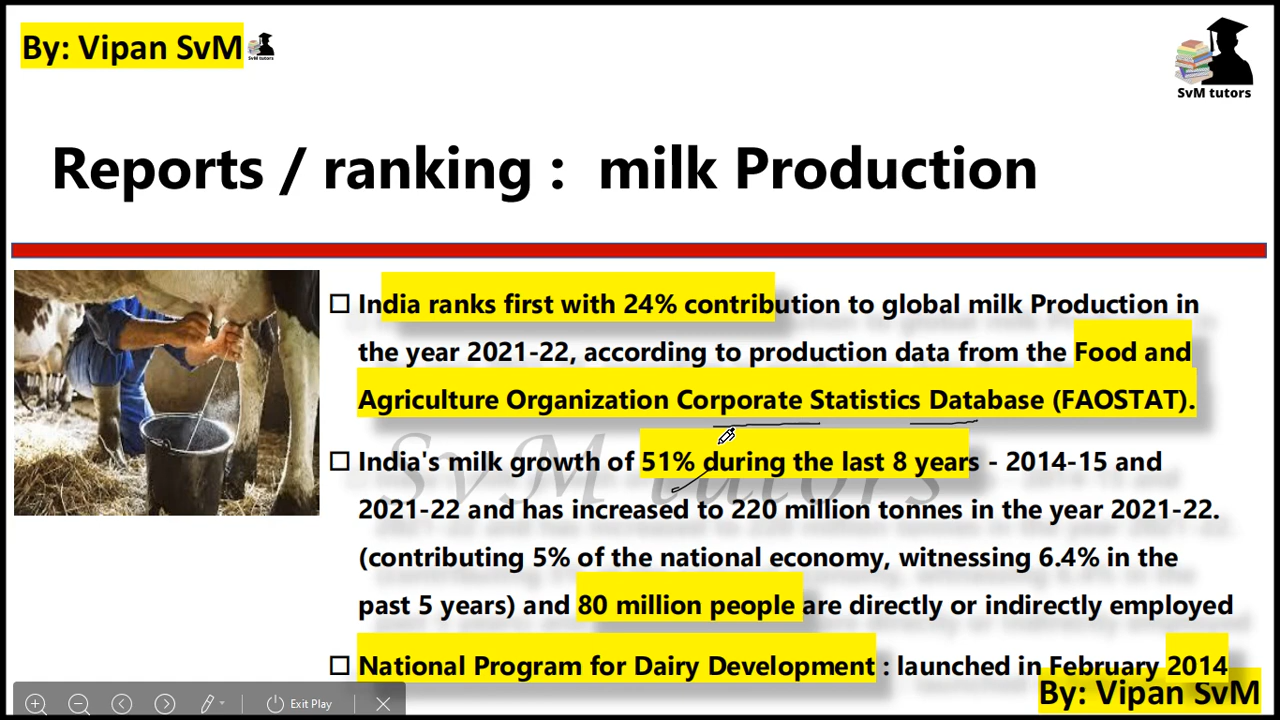 By: Vipan SvM
SvM tutors
SvM tutors
Reports / ranking : milk Production
India ranks first with 24% contribution to global milk Production in
the year 2021-22, according to production data from the Food and
Agriculture Organization Corporate Statistics Database (FAOSTAT).
India's milk growth of 51% during the last 8 years - 2014-15 and
2021-22 and has increased to 220 million tonnes in the year 2021-22.
(contributing 5% of the national economy, witnessing 6.4% in the
past 5 years) and 80 million people are directly or indirectly employed
National Program for Dairy Development : launched in February 2014
SvM tutors
By: Vipan SvM
Exit Play